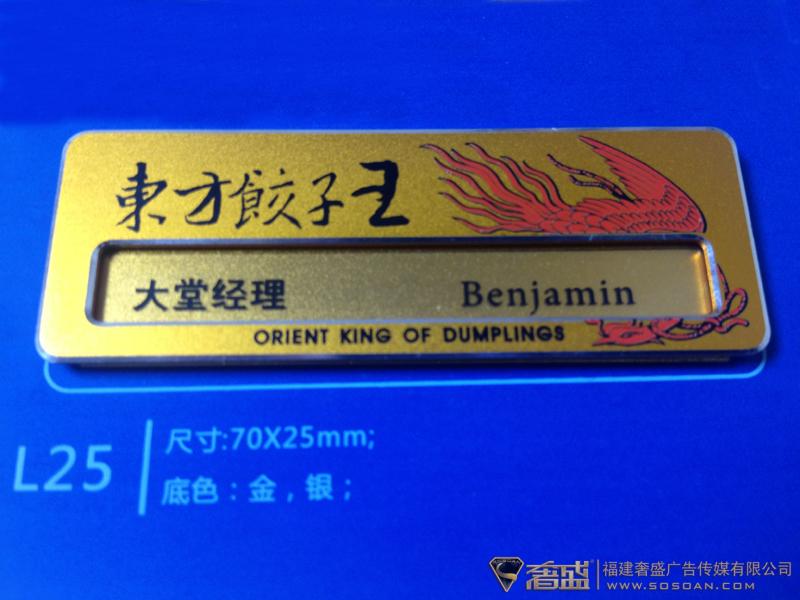 東方餃子王
大堂经理 Benjamin
ORIENT KING OF DUMPLINGS
L25
尺寸:70X25mm;
底色：金，银；
奢盛® 福建奢盛广告传媒有限公司
WWW.SOSOAN.COM